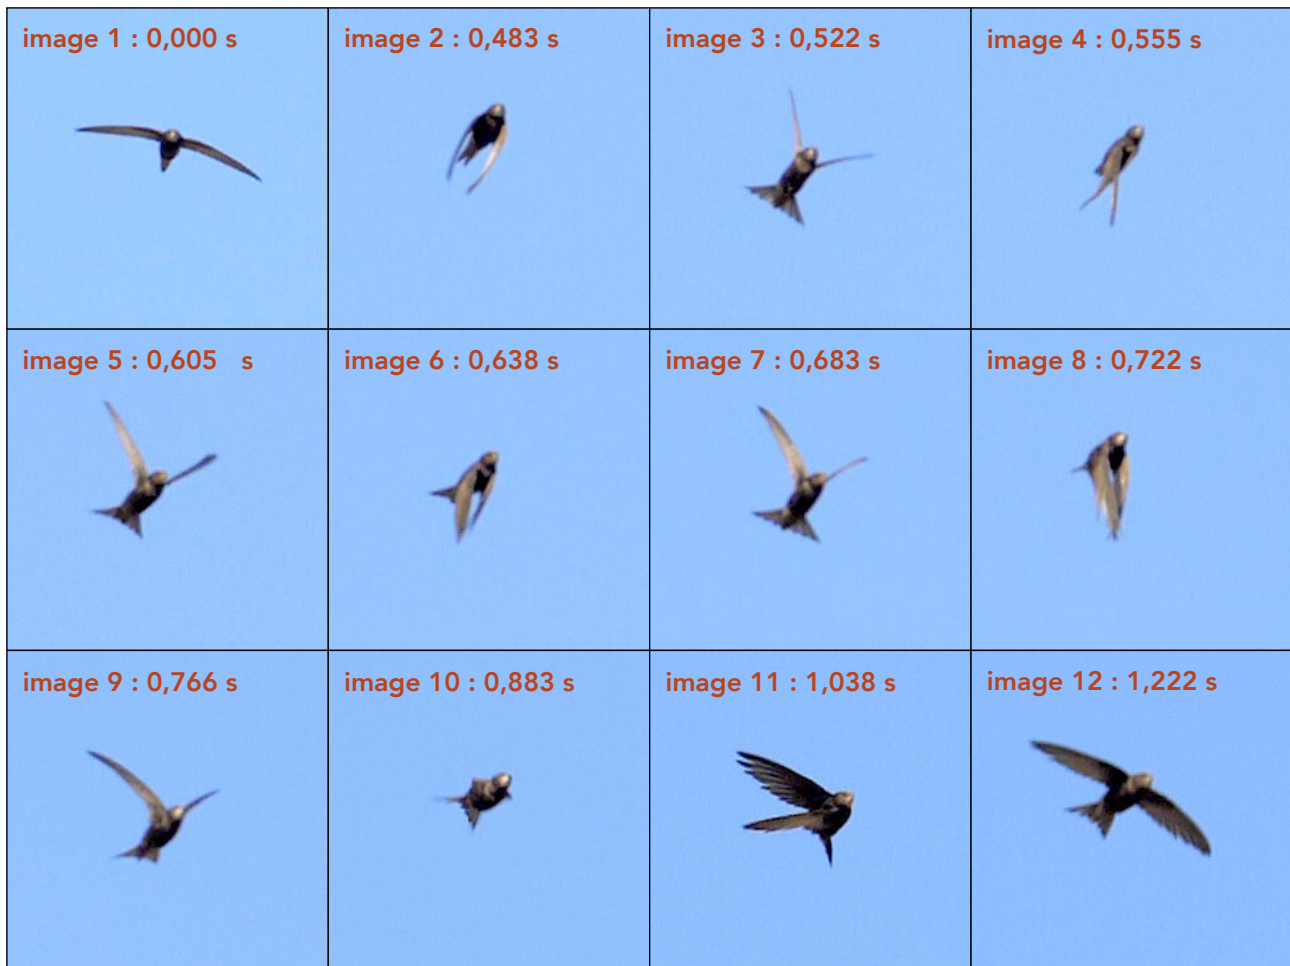 image 1 : 0,000 s
image 2 : 0,483 s
image 3 : 0,522 s
image 4 : 0,555 s
image 5 : 0,605 s
image 6 : 0,638 s
image 7 : 0,683 s
image 8 : 0,722 s
image 9 : 0,766 s
image 10 : 0,883 s
image 11 : 1,038 s
image 12 : 1,222 s